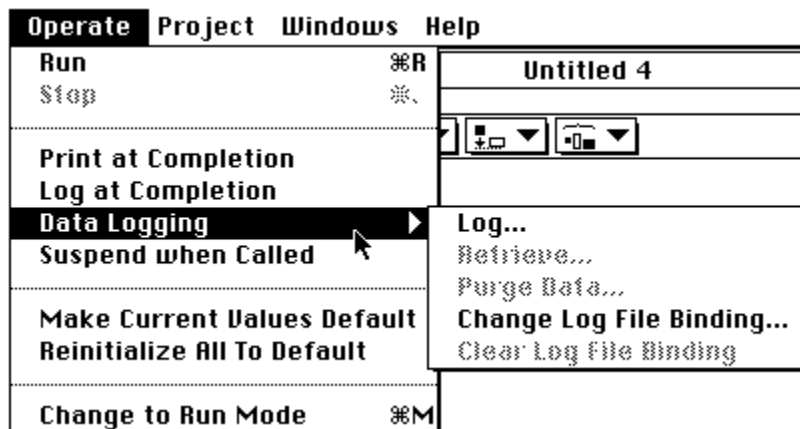 Operate Project Windows Help
Run ⌘R
Untitled 4
Stop ⌘.
Print at Completion
Log at Completion
Data Logging
Suspend when Called
Make Current Values Default
Reinitialize All To Default
Change to Run Mode ⌘M
Log...
Retrieve...
Purge Data...
Change Log File Binding...
Clear Log File Binding